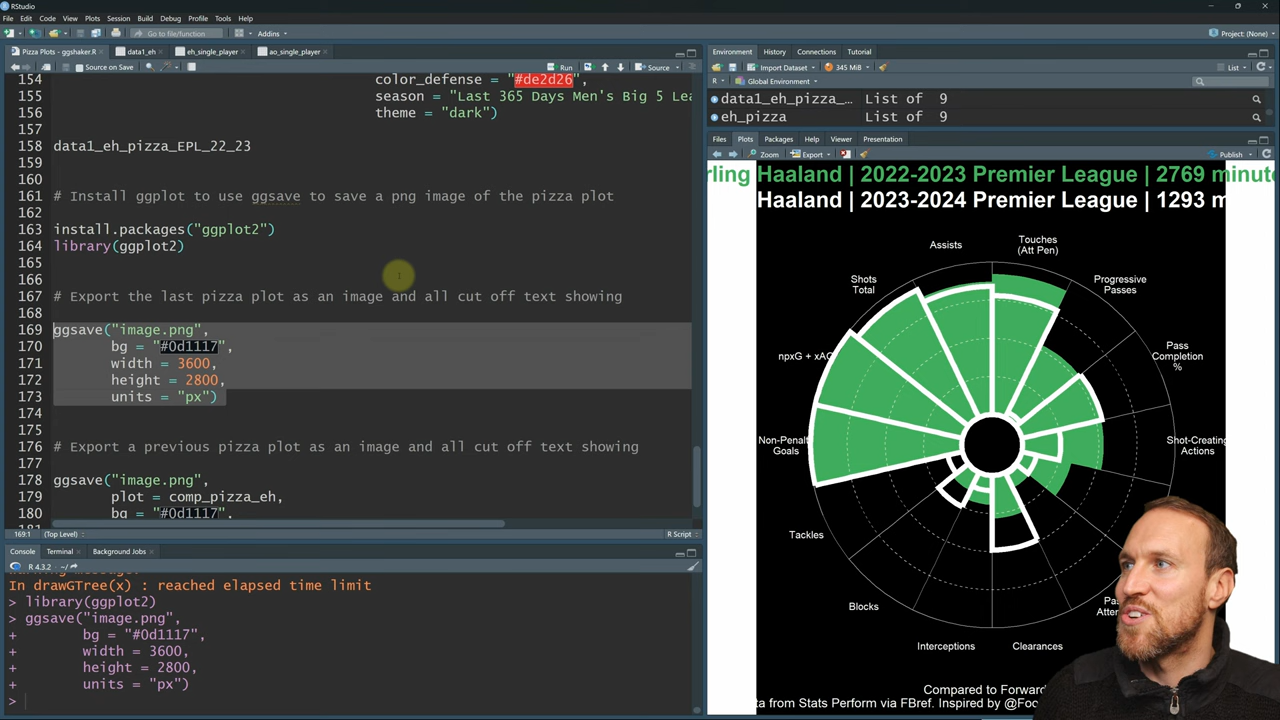 RStudio
File Edit Code View Plots Session Build Debug Profile Tools Help
Go to file/function Addins Project: (None)
Pizza Plots - ggshaker.R data1_eh eh_single_player ao_single_player
Source on Save Run Source
154 color_defense = "#de2d26",
155 season = "Last 365 Days Men's Big 5 Lea
156 theme = "dark")
157
158 data1_eh_pizza_EPL_22_23
159
160
161 # Install ggplot to use ggsave to save a png image of the pizza plot
162
163 install.packages("ggplot2")
164 library(ggplot2)
165
166
167 # Export the last pizza plot as an image and all cut off text showing
168
169 ggsave("image.png",
170 bg = "#0d1117",
171 width = 3600,
172 height = 2800,
173 units = "px")
174
175
176 # Export a previous pizza plot as an image and all cut off text showing
177
178 ggsave("image.png",
179 plot = comp_pizza_eh,
180 bg = "#0d1117",
181
169:1 (Top Level) R Script
Console Terminal Background Jobs
R 4.3.2 · ~/
In drawGTree(x) : reached elapsed time limit
> library(ggplot2)
> ggsave("image.png",
+ bg = "#0d1117",
+ width = 3600,
+ height = 2800,
+ units = "px")
>
Environment History Connections Tutorial
Import Dataset 345 MiB List
R Global Environment
data1_eh_pizza_… List of 9
eh_pizza List of 9
Files Plots Packages Help Viewer Presentation
Zoom Export Publish
rling Haaland | 2022-2023 Premier League | 2769 minute
Haaland | 2023-2024 Premier League | 1293 m
Assists
Touches
(Att Pen)
Shots
Total
Progressive
Passes
npxG + xAG
Pass
Completion
%
Non-Penalt
Goals
Shot-Creating
Actions
Tackles
Blocks
Pas
Attem
Interceptions
Clearances
Compared to Forward
ta from Stats Perform via FBref. Inspired by @Foo